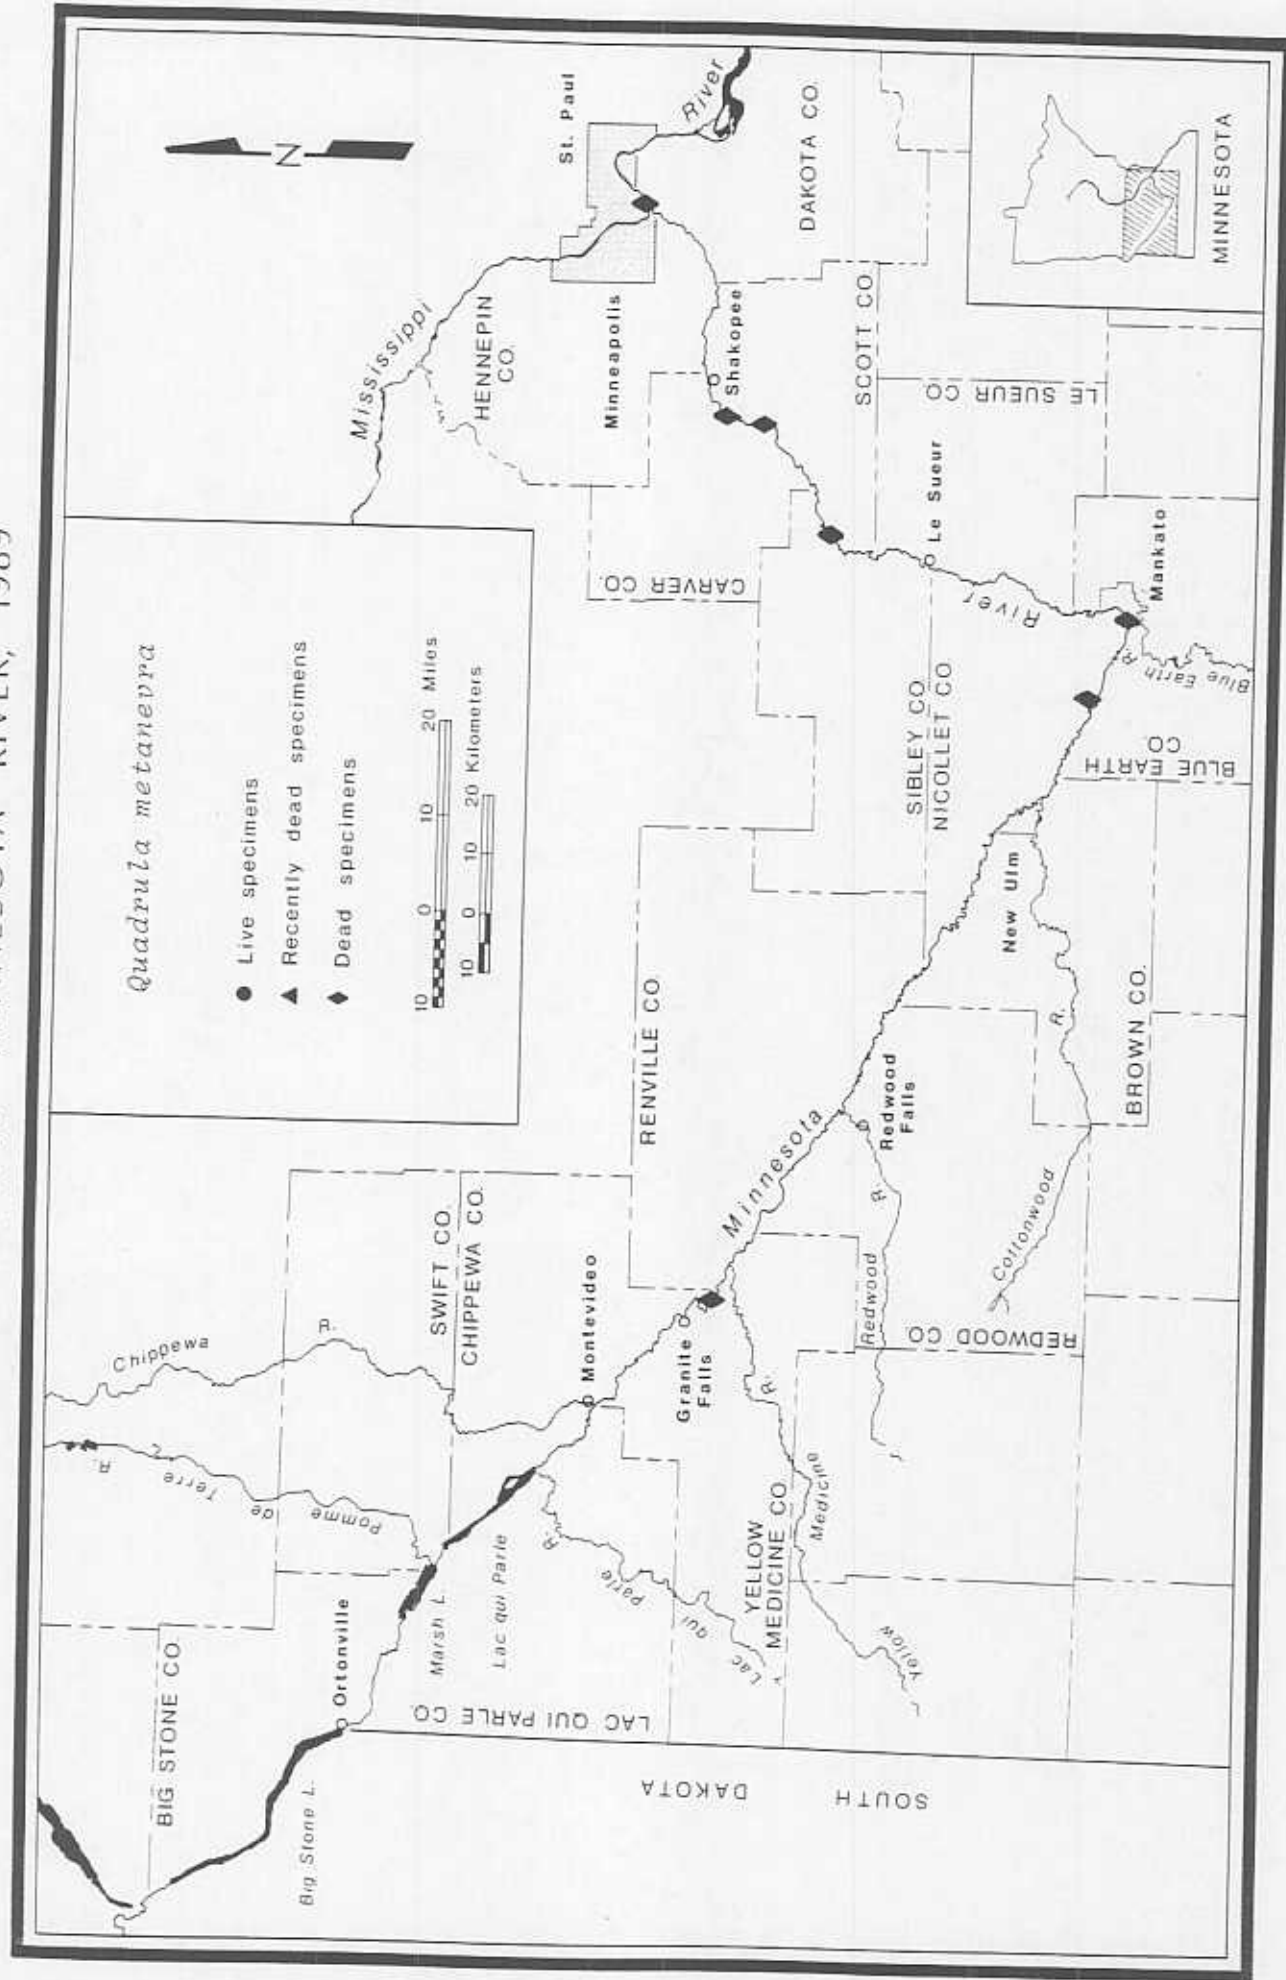 RIVER, 1989
Quadrula metanevra
Live specimens
Recently dead specimens
Dead specimens
10 0 10 20 Miles
10 0 10 20 Kilometers
N
BIG STONE CO.
Big Stone L.
Ortonville
Marsh L.
Lac qui Parle
LAC QUI PARLE CO.
SOUTH
DAKOTA
Pomme de Terre R.
Chippewa R.
SWIFT CO.
CHIPPEWA CO.
Montevideo
Granite
Falls
Lac qui Parle R.
YELLOW
MEDICINE CO.
Yellow Medicine R.
Minnesota
RENVILLE CO.
Redwood
Falls
Redwood R.
REDWOOD CO.
Cottonwood R.
BROWN CO.
New Ulm
SIBLEY CO.
NICOLLET CO
BLUE EARTH
CO.
Blue Earth R.
Mankato
River
Le Sueur
LE SUEUR CO
SCOTT CO.
CARVER CO.
Shakopee
Minneapolis
HENNEPIN
CO.
Mississippi
St. Paul
River
DAKOTA CO.
MINNESOTA